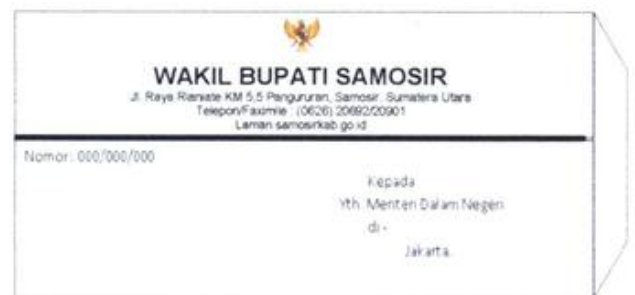 WAKIL BUPATI SAMOSIR
Jl. Raya Rianiate KM 5,5 Pangururan, Samosir, Sumatera Utara
Telepon/Faximile : (0626) 20692/20901
Laman samosirkab.go.id
Nomor: 000/000/000
Kepada
Yth. Menteri Dalam Negeri
di -
Jakarta.